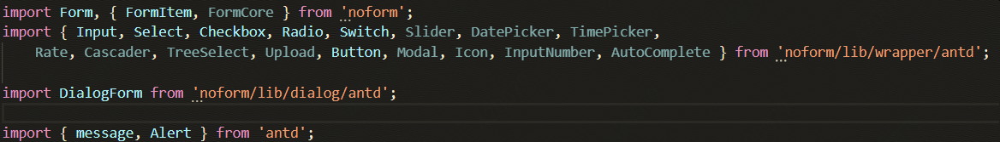 import Form, { FormItem, FormCore } from 'noform';
import { Input, Select, Checkbox, Radio, Switch, Slider, DatePicker, TimePicker,
Rate, Cascader, TreeSelect, Upload, Button, Modal, Icon, InputNumber, AutoComplete } from 'noform/lib/wrapper/antd';
import DialogForm from 'noform/lib/dialog/antd';
import { message, Alert } from 'antd';